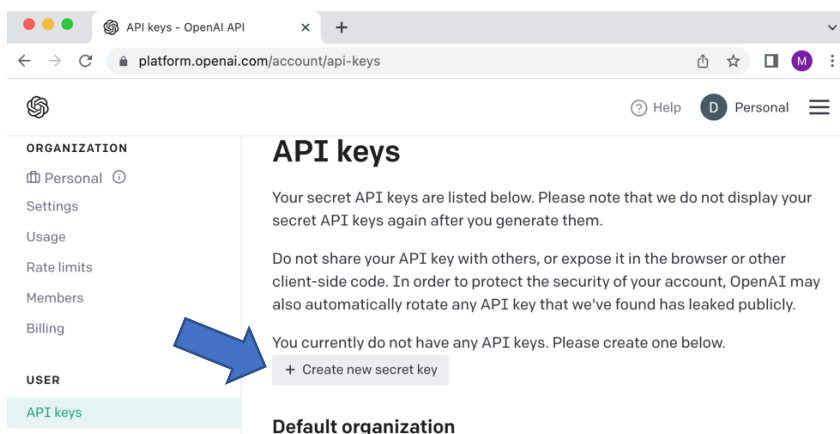 API keys - OpenAI API
platform.openai.com/account/api-keys
M
Help
D
Personal
ORGANIZATION
Personal
Settings
Usage
Rate limits
Members
Billing
USER
API keys
API keys
Your secret API keys are listed below. Please note that we do not display your
secret API keys again after you generate them.
Do not share your API key with others, or expose it in the browser or other
client-side code. In order to protect the security of your account, OpenAI may
also automatically rotate any API key that we've found has leaked publicly.
You currently do not have any API keys. Please create one below.
+ Create new secret key
Default organization